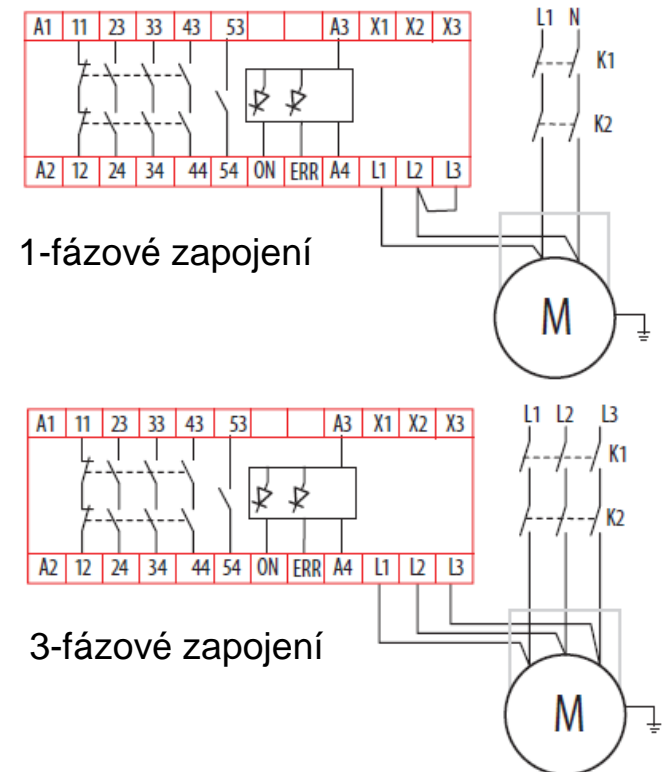 A1 11 23 33 43 53 A3 X1 X2 X3
L1 N
K1
K2
A2 12 24 34 44 54 ON ERR A4 L1 L2 L3
1-fázové zapojení
M
A1 11 23 33 43 53 A3 X1 X2 X3
L1 L2 L3
K1
K2
A2 12 24 34 44 54 ON ERR A4 L1 L2 L3
3-fázové zapojení
M